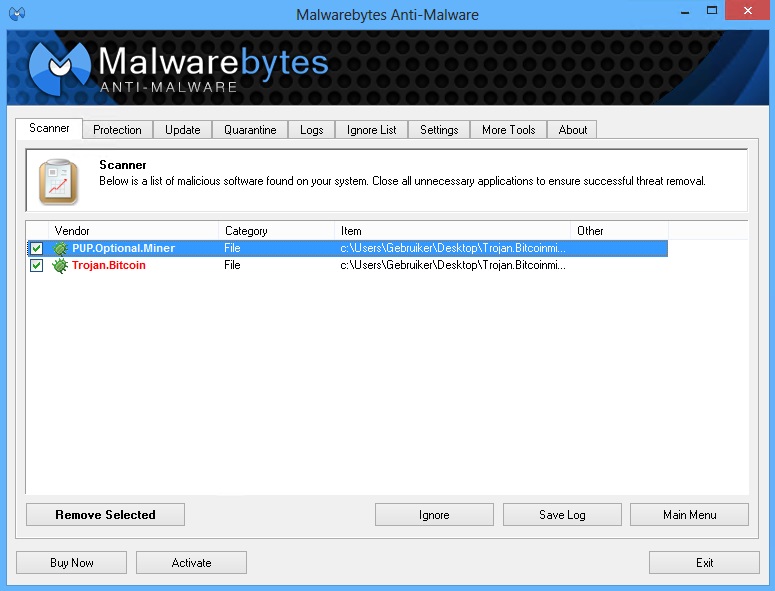 Malwarebytes Anti-Malware
Malwarebytes
ANTI-MALWARE
Scanner Protection Update Quarantine Logs Ignore List Settings More Tools About
Scanner
Below is a list of malicious software found on your system. Close all unnecessary applications to ensure successful threat removal.
Vendor Category Item Other
PUP.Optional.Miner File c:\Users\Gebruiker\Desktop\Trojan.Bitcoinmi...
Trojan.Bitcoin File c:\Users\Gebruiker\Desktop\Trojan.Bitcoinmi...
Remove Selected Ignore Save Log Main Menu
Buy Now Activate Exit